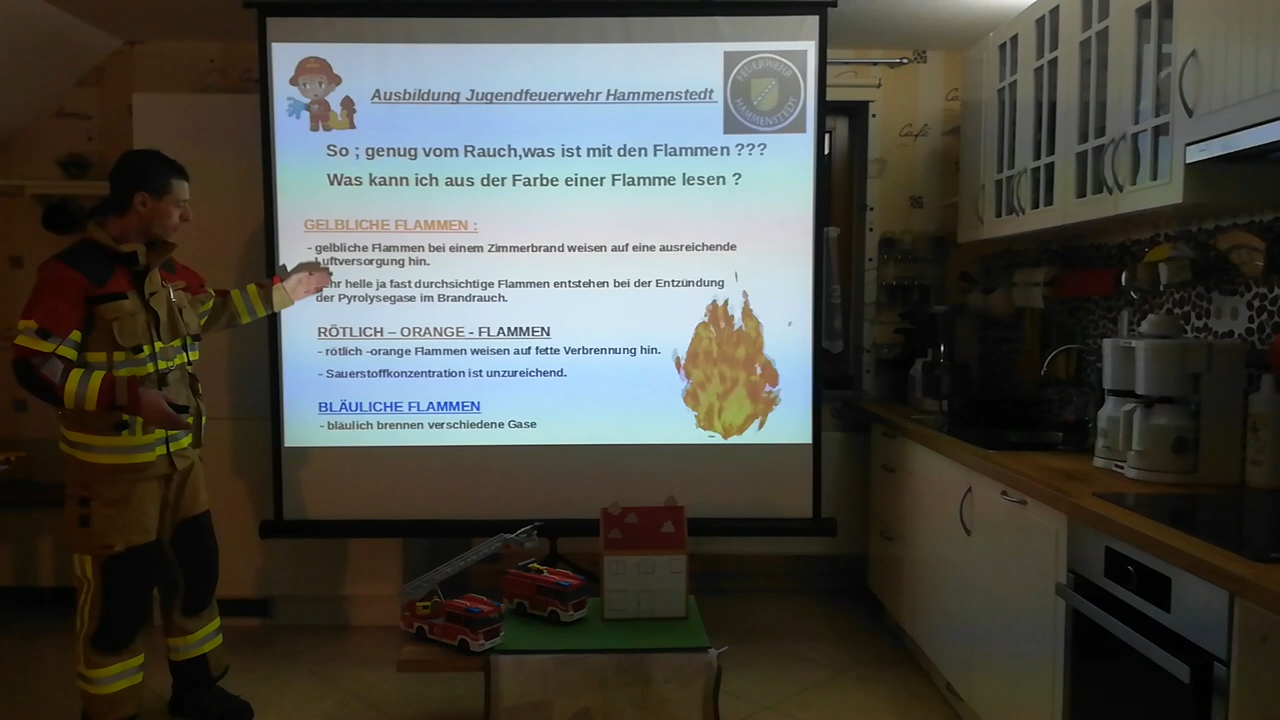 Ausbildung Jugendfeuerwehr Hammenstedt
FEUERWEHR
HAMMENSTEDT
So ; genug vom Rauch,was ist mit den Flammen ???
Was kann ich aus der Farbe einer Flamme lesen ?
GELBLICHE FLAMMEN :
- gelbliche Flammen bei einem Zimmerbrand weisen auf eine ausreichende
Luftversorgung hin.
helle ja fast durchsichtige Flammen entstehen bei der Entzündung
der Pyrolysegase im Brandrauch.
RÖTLICH – ORANGE - FLAMMEN
- rötlich -orange Flammen weisen auf fette Verbrennung hin.
- Sauerstoffkonzentration ist unzureichend.
BLÄULICHE FLAMMEN
- bläulich brennen verschiedene Gase
Café